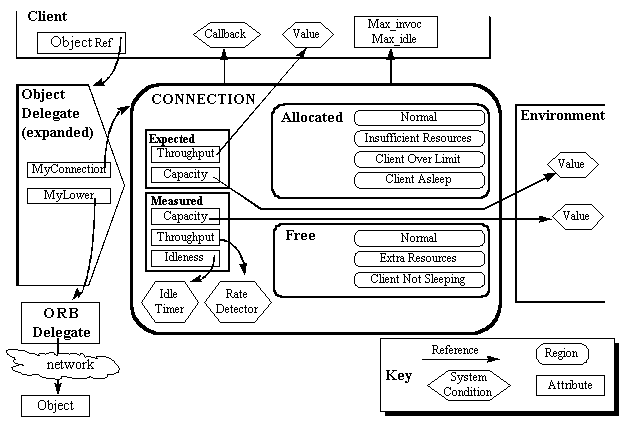 Client
Object Ref
Callback
Value
Max_invoc
Max_idle
Object
Delegate
(expanded)
MyConnection
MyLower
CONNECTION
Expected
Throughput
Capacity
Measured
Capacity
Throughput
Idleness
Idle
Timer
Rate
Detector
Allocated
Normal
Insufficient Resources
Client Over Limit
Client Asleep
Free
Normal
Extra Resources
Client Not Sleeping
Environment
Value
Value
ORB
Delegate
network
Object
Key
Reference
Region
System
Condition
Attribute